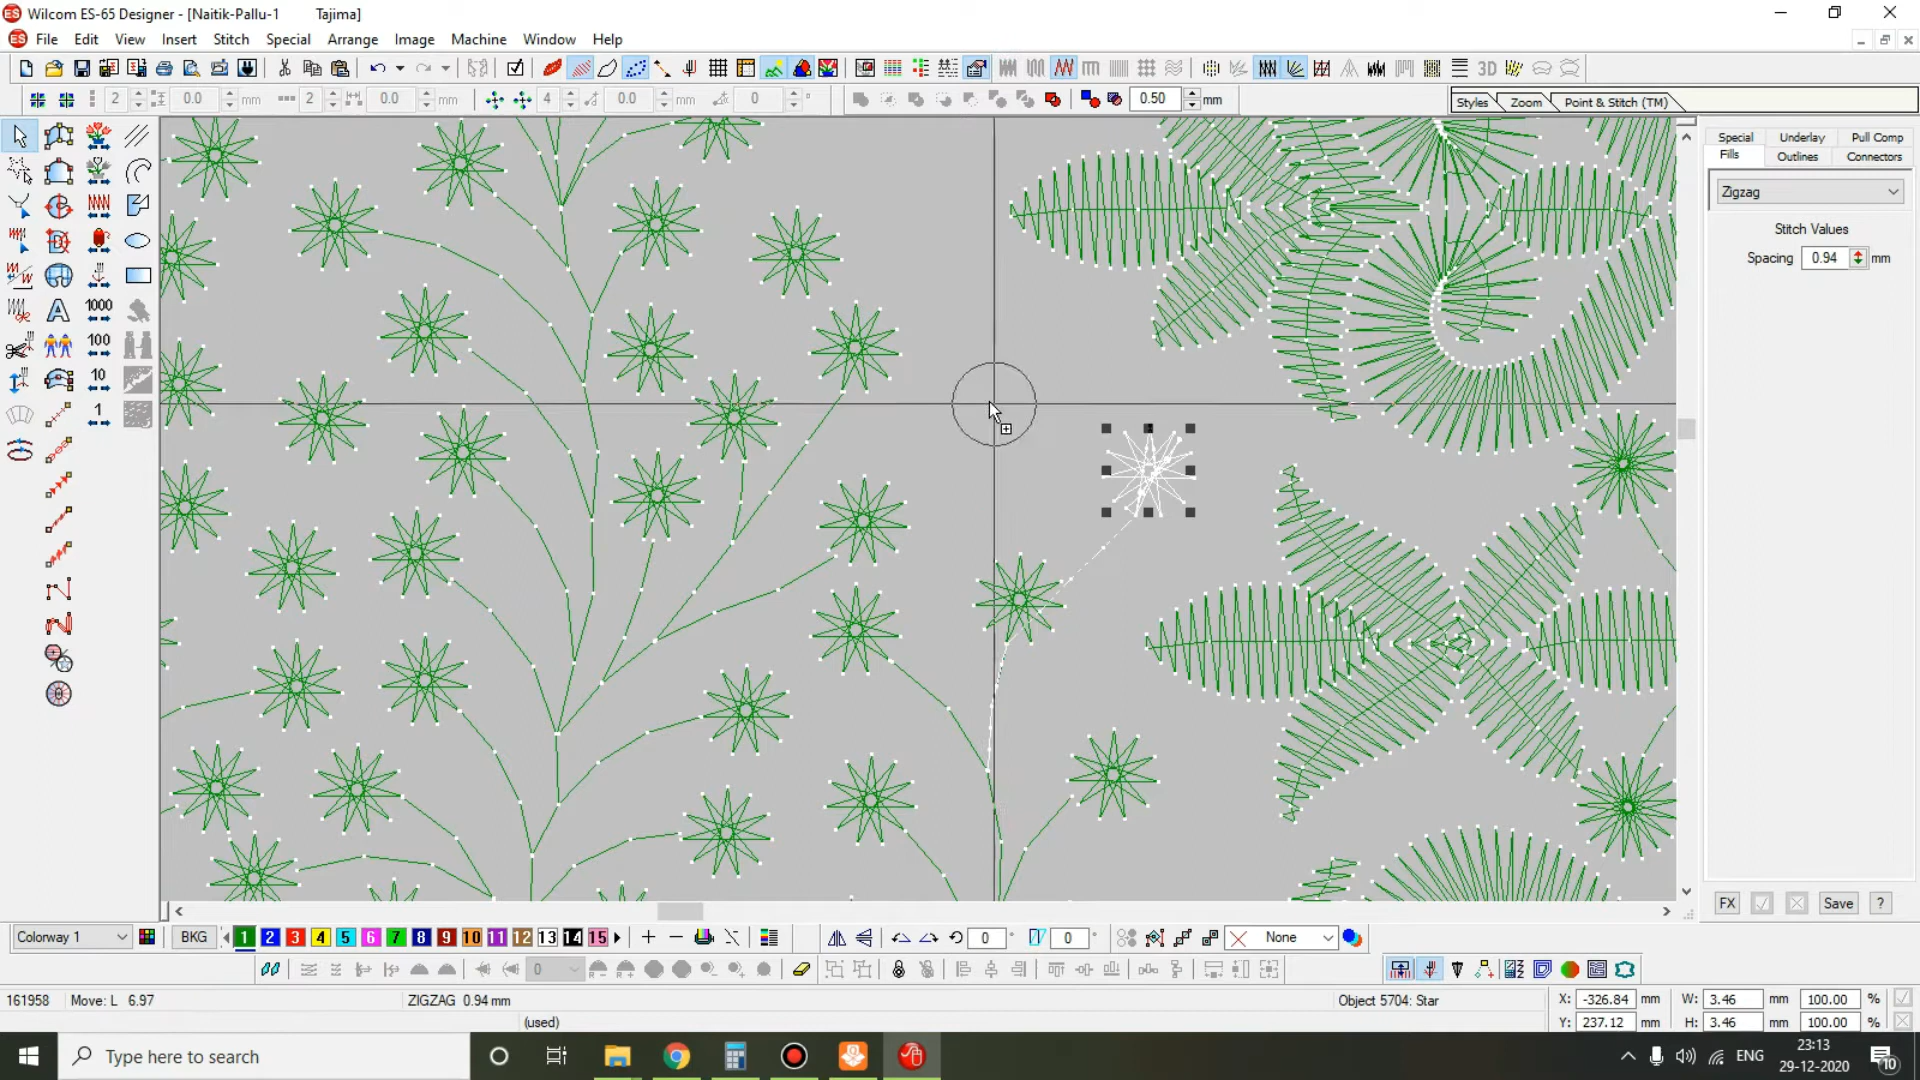 Wilcom ES-65 Designer - [Naitik-Pallu-1 Tajima]
File Edit View Insert Stitch Special Arrange Image Machine Window Help
2 0.0 mm 2 0.0 mm 4 0.0 mm 0 0.50 mm Styles Zoom Point & Stitch (TM)
Special Underlay Pull Comp
Fills Outlines Connectors
Zigzag
Stitch Values
Spacing 0.94 mm
1000
100
10
1
3D
FX Save ?
Colorway 1 BKG 1 2 3 4 5 6 7 8 9 10 11 12 13 14 15 0 ° 0 ° None
0
161958 Move: L 6.97 ZIGZAG 0.94 mm Object 5704: Star X: -326.84 mm W: 3.46 mm 100.00 %
(used) Y: 237.12 mm H: 3.46 mm 100.00 %
Type here to search ENG 23:13
29-12-2020 10